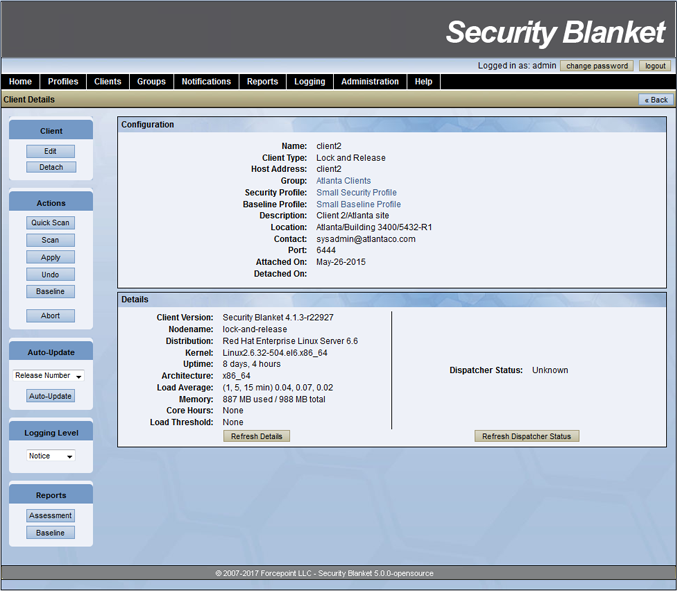 Security Blanket
Logged in as: admin change password logout
Home Profiles Clients Groups Notifications Reports Logging Administration Help
Client Details
« Back
Client
Edit
Detach
Actions
Quick Scan
Scan
Apply
Undo
Baseline
Abort
Auto-Update
Release Number
Auto-Update
Logging Level
Notice
Reports
Assessment
Baseline
Configuration
Name: client2
Client Type: Lock and Release
Host Address: client2
Group: Atlanta Clients
Security Profile: Small Security Profile
Baseline Profile: Small Baseline Profile
Description: Client 2/Atlanta site
Location: Atlanta/Building 3400/5432-R1
Contact: sysadmin@atlantaco.com
Port: 6444
Attached On: May-26-2015
Detached On:
Details
Client Version: Security Blanket 4.1.3-r22927
Nodename: lock-and-release
Distribution: Red Hat Enterprise Linux Server 6.6
Kernel: Linux2.6.32-504.el6.x86_64
Uptime: 8 days, 4 hours
Architecture: x86_64
Load Average: (1, 5, 15 min) 0.04, 0.07, 0.02
Memory: 887 MB used / 988 MB total
Core Hours: None
Load Threshold: None
Refresh Details
Dispatcher Status: Unknown
Refresh Dispatcher Status
© 2007-2017 Forcepoint LLC - Security Blanket 5.0.0-opensource